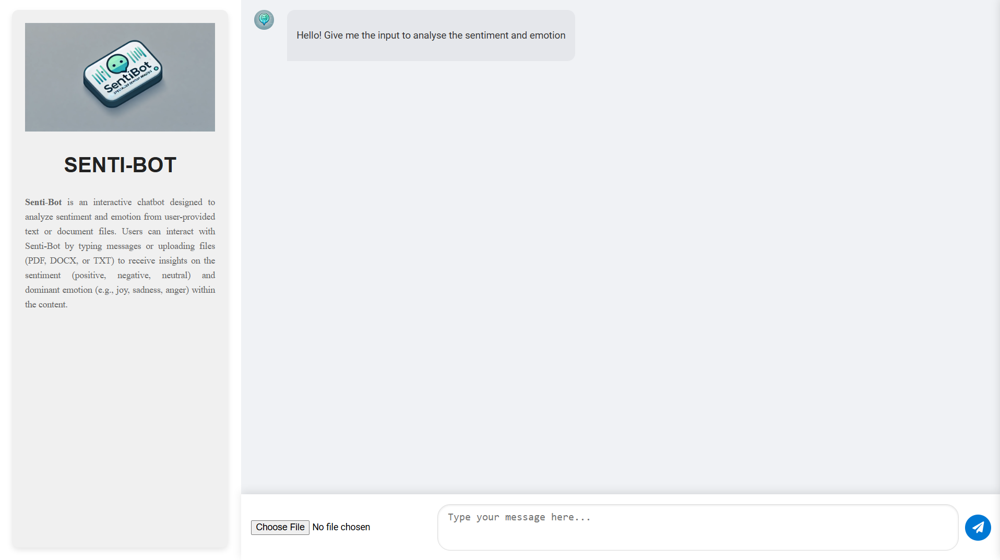 SentiBot
SPECIALIZED SENTIENT ANALYSIS
SENTI-BOT
Senti-Bot is an interactive chatbot designed to
analyze sentiment and emotion from user-provided
text or document files. Users can interact with
Senti-Bot by typing messages or uploading files
(PDF, DOCX, or TXT) to receive insights on the
sentiment (positive, negative, neutral) and
dominant emotion (e.g., joy, sadness, anger) within
the content.
Hello! Give me the input to analyse the sentiment and emotion
Choose File No file chosen
Type your message here...